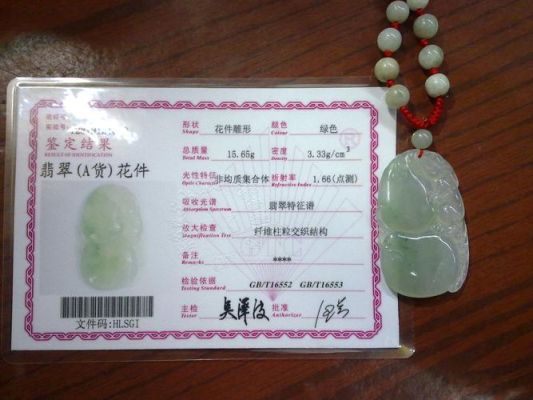 鉴定结果
RESULT OF IDENTIFICATION
翡翠(A货)花件
文件码:HLSGI
形状 花件雕形 颜色 绿色
Shape Colour
总质量 15.65g 密度 3.33g/cm³
Total Mass Density
光性特征 非均质集合体 折射率 1.66(点测)
Optic Character Refractive Index
吸收光谱 翡翠特征谱
Absorption Spectrum
放大检查 纤维柱粒交织结构
Magnification Test
备注 ****
Remarks
检验依据 GB/T16552 GB/T16553
Testing Standard
主检 批准
Tester Authorizer